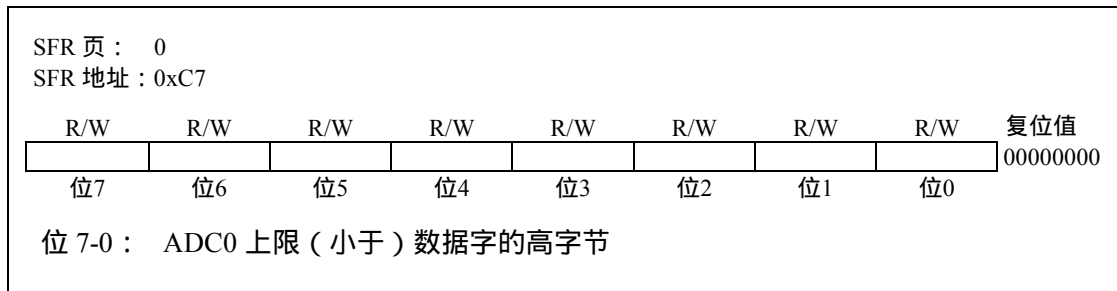 SFR 页： 0
SFR 地址：0xC7
R/W R/W R/W R/W R/W R/W R/W R/W 复位值
00000000
位7 位6 位5 位4 位3 位2 位1 位0
位 7-0： ADC0 上限（小于）数据字的高字节